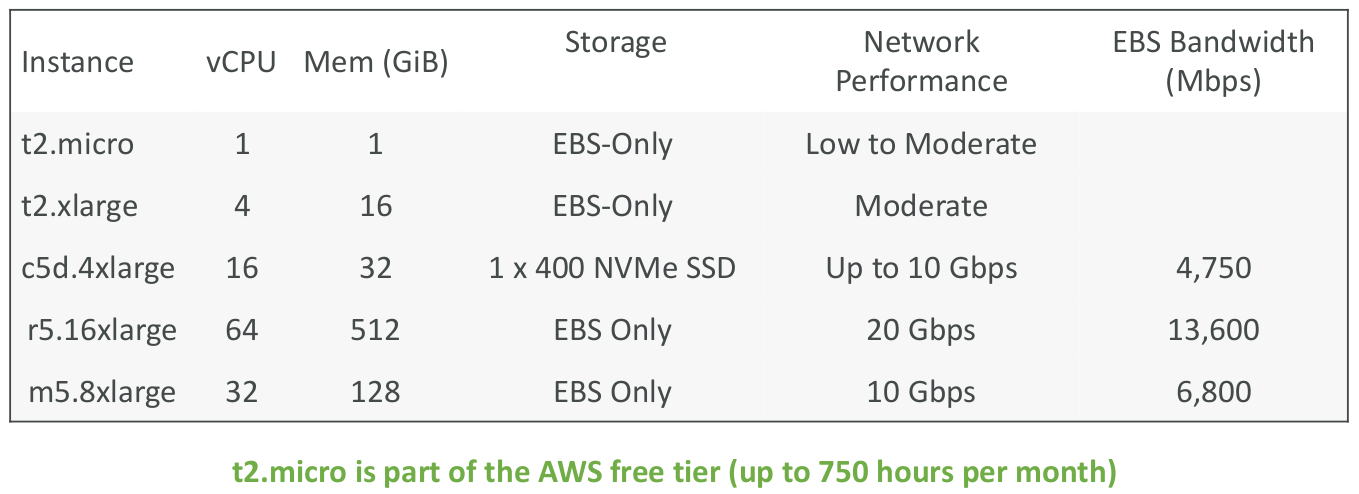 Instance vCPU Mem (GiB) Storage Network Performance EBS Bandwidth (Mbps)
t2.micro 1 1 EBS-Only Low to Moderate
t2.xlarge 4 16 EBS-Only Moderate
c5d.4xlarge 16 32 1 x 400 NVMe SSD Up to 10 Gbps 4,750
r5.16xlarge 64 512 EBS Only 20 Gbps 13,600
m5.8xlarge 32 128 EBS Only 10 Gbps 6,800
t2.micro is part of the AWS free tier (up to 750 hours per month)